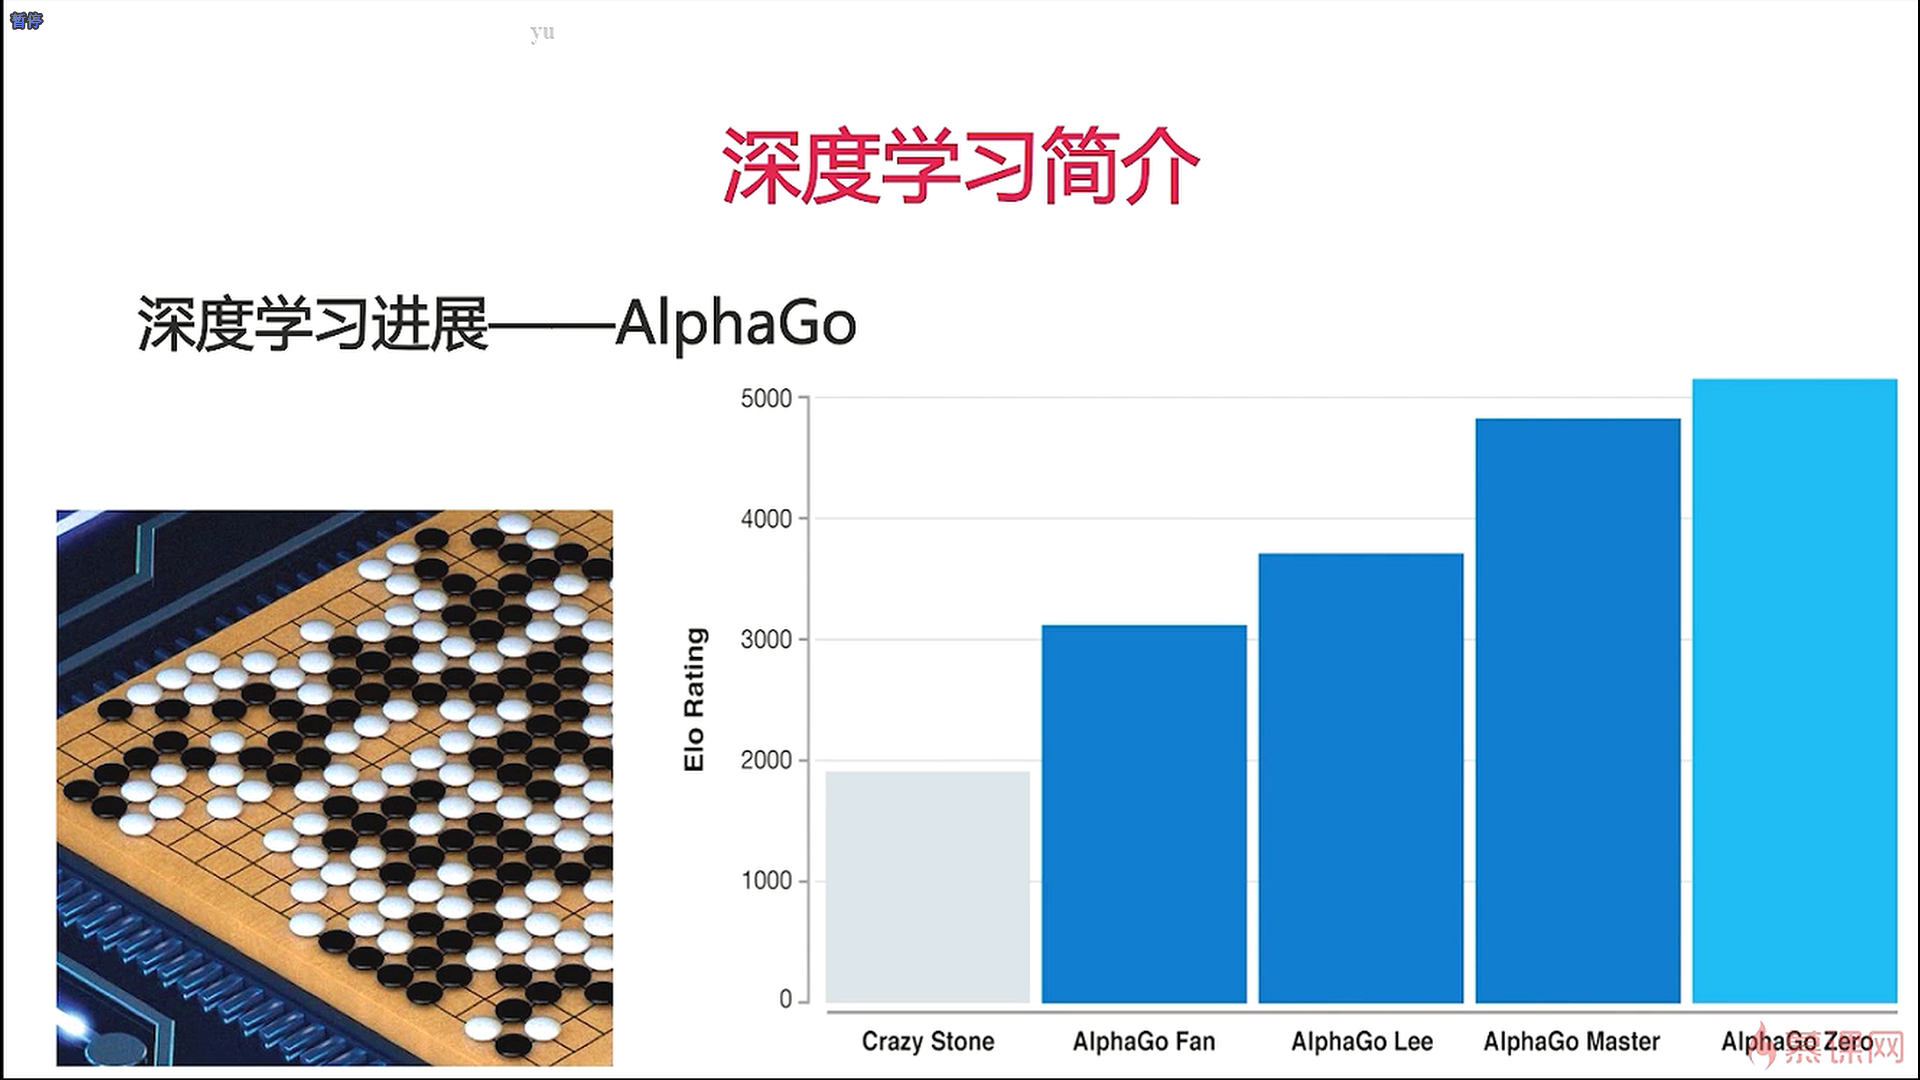 暂停
yu
深度学习简介
深度学习进展——AlphaGo
5000
4000
3000
2000
1000
0
Elo Rating
Crazy Stone
AlphaGo Fan
AlphaGo Lee
AlphaGo Master
AlphaGo Zero
慕课网